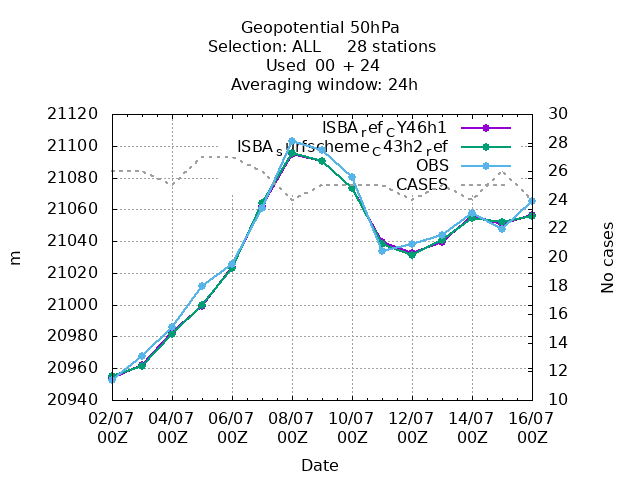 Geopotential 50hPa
Selection: ALL 28 stations
Used 00 + 24
Averaging window: 24h
ISBA_ref_CY46h1
ISBA_surfscheme_C43h2_ref
OBS
CASES
21120
21100
21080
21060
21040
21020
21000
20980
20960
20940
30
28
26
24
22
20
18
16
14
12
10
m
No cases
02/07 04/07 06/07 08/07 10/07 12/07 14/07 16/07
00Z 00Z 00Z 00Z 00Z 00Z 00Z 00Z
Date